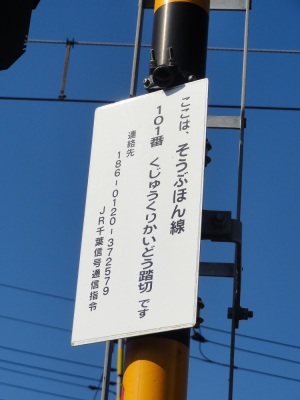 ここは、そうぶほん線
101番 くじゅうくりかいどう踏切 です
連絡先
186-0120-372579
JR千葉信号通信指令